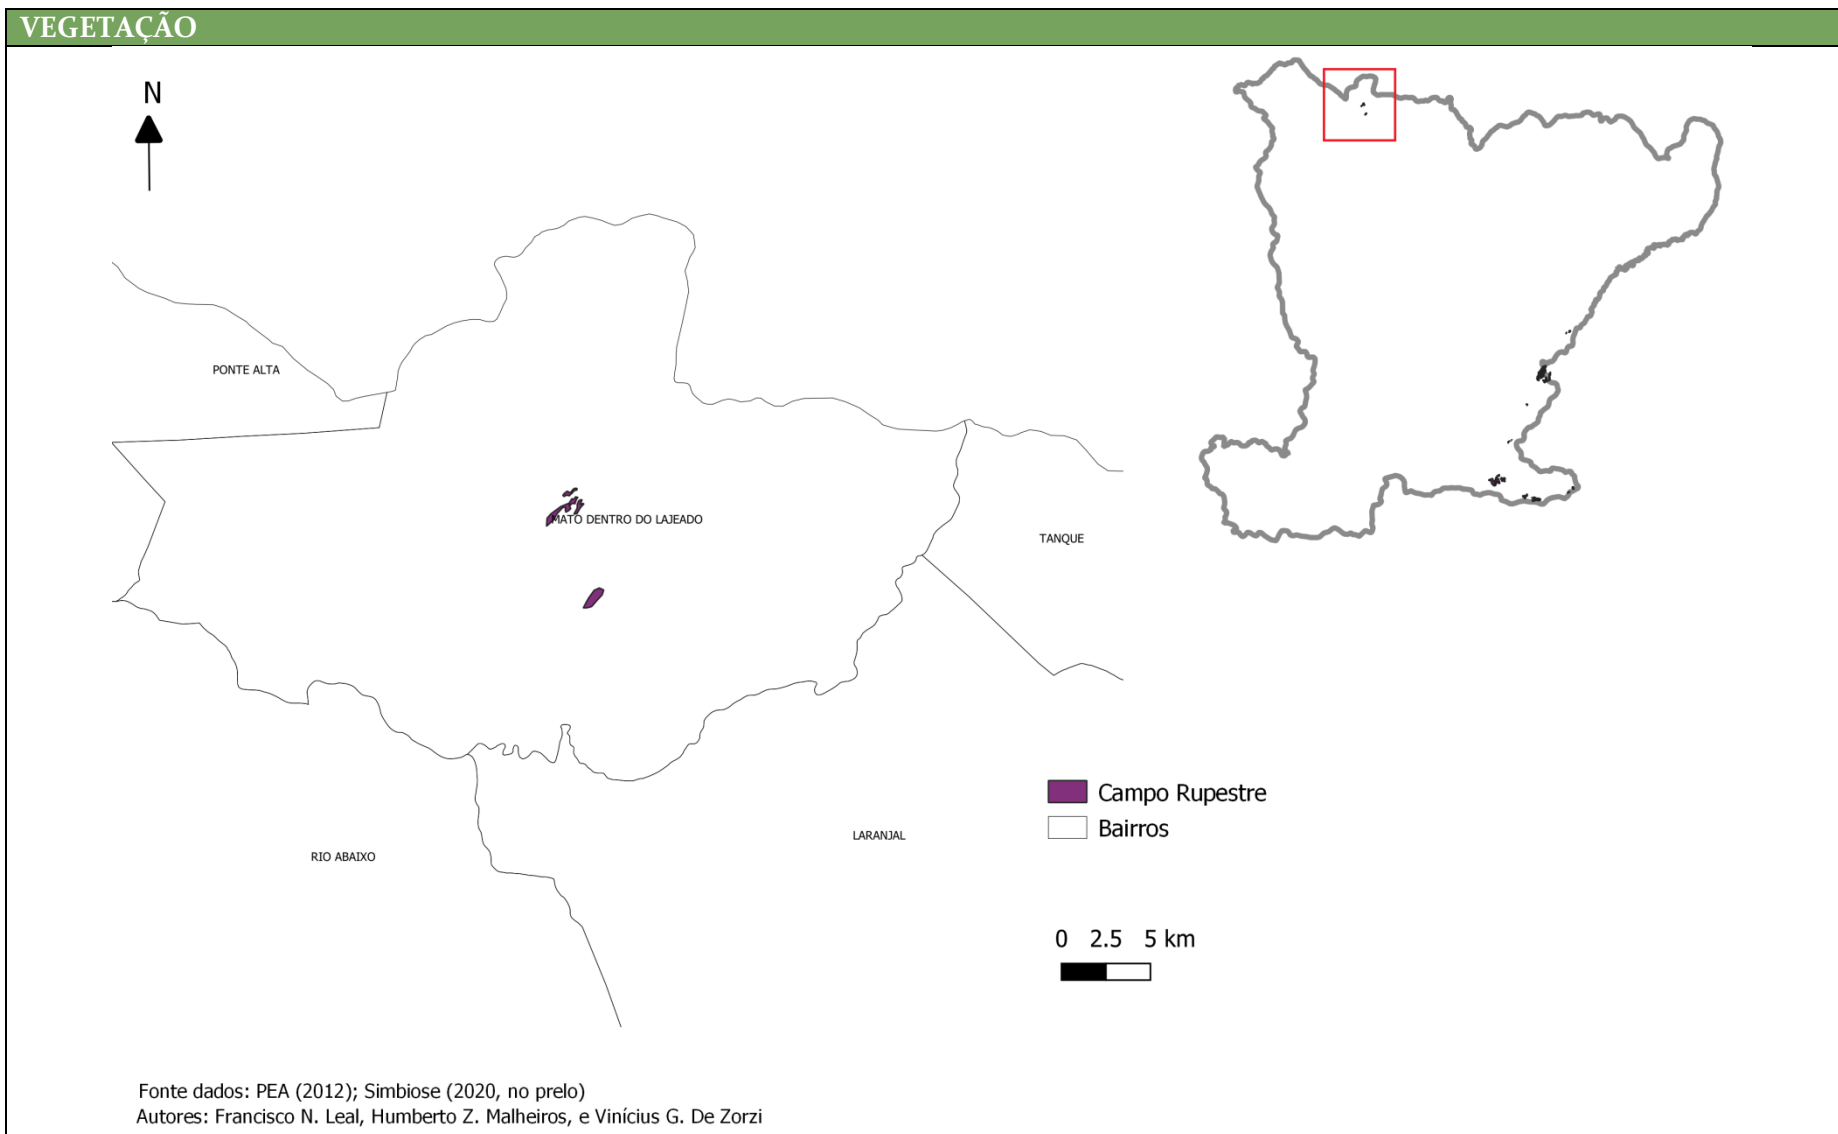 VEGETAÇÃO
N
PONTE ALTA
MATO DENTRO DO LAJEADO
TANQUE
Campo Rupestre
Bairros
LARANJAL
RIO ABAIXO
0 2.5 5 km
Fonte dados: PEA (2012); Simbiose (2020, no prelo)
Autores: Francisco N. Leal, Humberto Z. Malheiros, e Vinícius G. De Zorzi